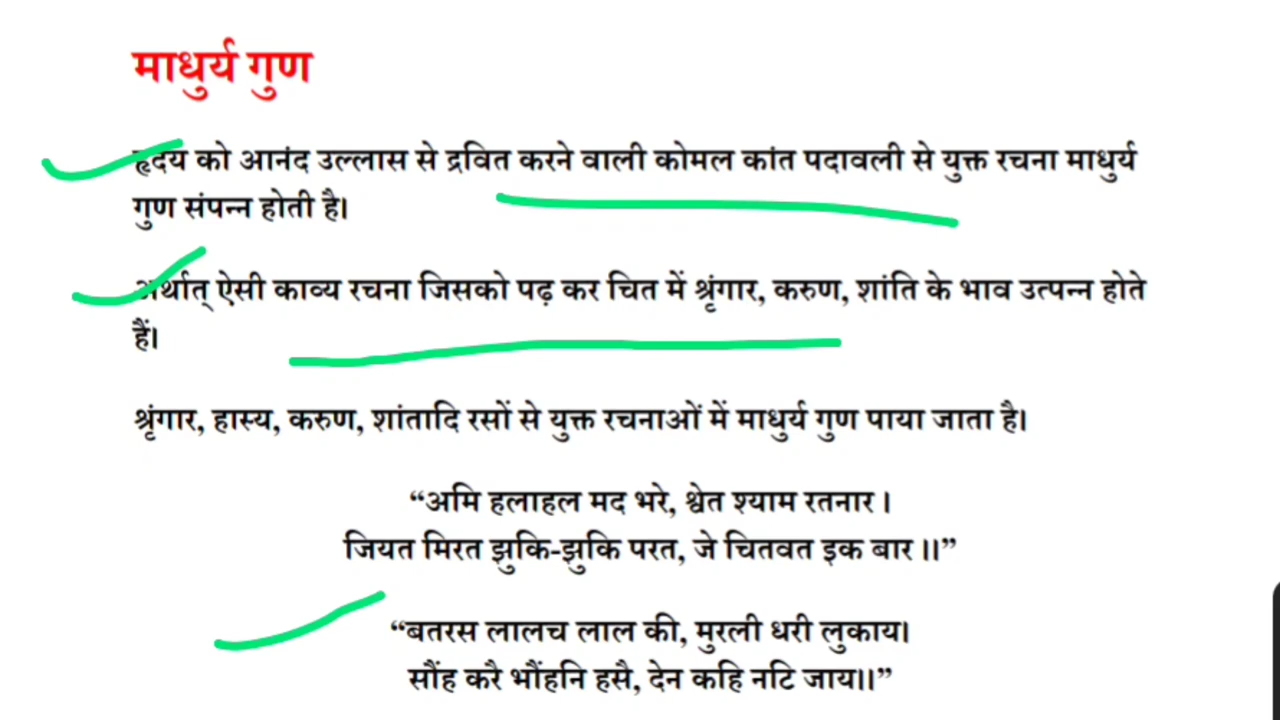 माधुर्य गुण
हृदय को आनंद उल्लास से द्रवित करने वाली कोमल कांत पदावली से युक्त रचना माधुर्य
गुण संपन्न होती है।
अर्थात् ऐसी काव्य रचना जिसको पढ़ कर चित में श्रृंगार, करुण, शांति के भाव उत्पन्न होते
हैं।
श्रृंगार, हास्य, करुण, शांतादि रसों से युक्त रचनाओं में माधुर्य गुण पाया जाता है।
“अमि हलाहल मद भरे, श्वेत श्याम रतनार ।
जियत मिरत झुकि-झुकि परत, जे चितवत इक बार ।।”
“बतरस लालच लाल की, मुरली धरी लुकाय।
सौंह करै भौंहनि हसै, देन कहि नटि जाय।।”